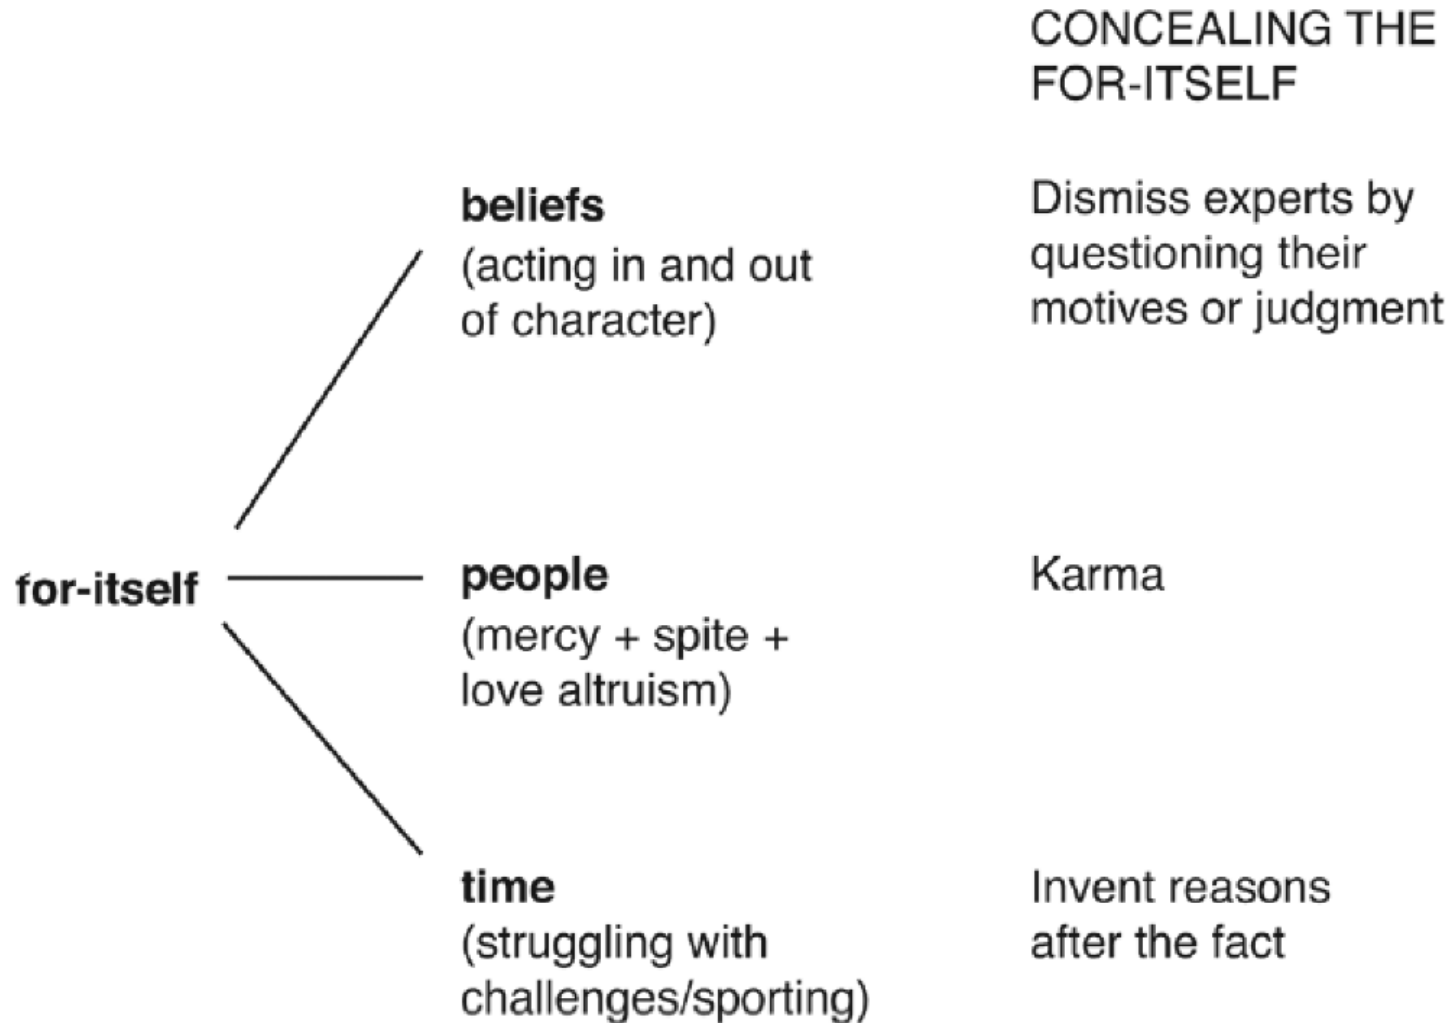 CONCEALING THE
FOR-ITSELF
beliefs
(acting in and out
of character)
Dismiss experts by
questioning their
motives or judgment
for-itself
people
(mercy + spite +
love altruism)
Karma
time
(struggling with
challenges/sporting)
Invent reasons
after the fact